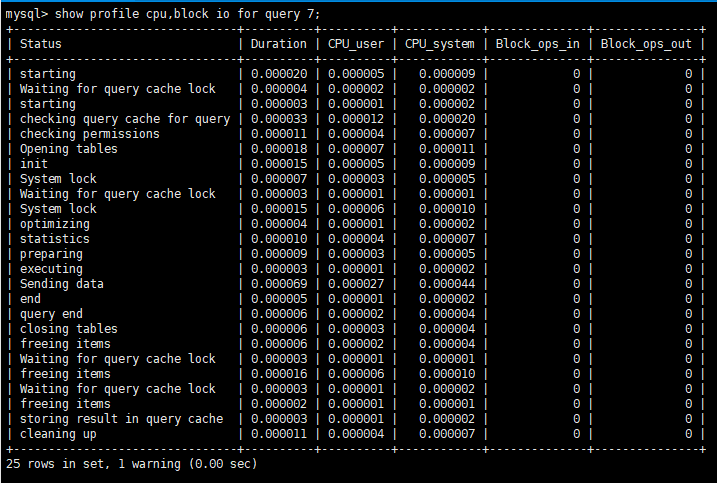 mysql> show profile cpu,block io for query 7;
+--------------------------------+----------+----------+------------+--------------+---------------+
| Status                         | Duration | CPU_user | CPU_system | Block_ops_in | Block_ops_out |
+--------------------------------+----------+----------+------------+--------------+---------------+
| starting                       | 0.000020 | 0.000005 |   0.000009 |            0 |             0 |
| Waiting for query cache lock   | 0.000004 | 0.000002 |   0.000002 |            0 |             0 |
| starting                       | 0.000003 | 0.000001 |   0.000002 |            0 |             0 |
| checking query cache for query | 0.000033 | 0.000012 |   0.000020 |            0 |             0 |
| checking permissions           | 0.000011 | 0.000004 |   0.000007 |            0 |             0 |
| Opening tables                 | 0.000018 | 0.000007 |   0.000011 |            0 |             0 |
| init                           | 0.000015 | 0.000005 |   0.000009 |            0 |             0 |
| System lock                    | 0.000007 | 0.000003 |   0.000005 |            0 |             0 |
| Waiting for query cache lock   | 0.000003 | 0.000001 |   0.000001 |            0 |             0 |
| System lock                    | 0.000015 | 0.000006 |   0.000010 |            0 |             0 |
| optimizing                     | 0.000004 | 0.000001 |   0.000002 |            0 |             0 |
| statistics                     | 0.000010 | 0.000004 |   0.000007 |            0 |             0 |
| preparing                      | 0.000009 | 0.000003 |   0.000005 |            0 |             0 |
| executing                      | 0.000003 | 0.000001 |   0.000002 |            0 |             0 |
| Sending data                   | 0.000069 | 0.000027 |   0.000044 |            0 |             0 |
| end                            | 0.000005 | 0.000001 |   0.000002 |            0 |             0 |
| query end                      | 0.000006 | 0.000002 |   0.000004 |            0 |             0 |
| closing tables                 | 0.000006 | 0.000003 |   0.000004 |            0 |             0 |
| freeing items                  | 0.000006 | 0.000002 |   0.000004 |            0 |             0 |
| Waiting for query cache lock   | 0.000003 | 0.000001 |   0.000001 |            0 |             0 |
| freeing items                  | 0.000016 | 0.000006 |   0.000010 |            0 |             0 |
| Waiting for query cache lock   | 0.000003 | 0.000001 |   0.000002 |            0 |             0 |
| freeing items                  | 0.000002 | 0.000001 |   0.000001 |            0 |             0 |
| storing result in query cache  | 0.000003 | 0.000001 |   0.000002 |            0 |             0 |
| cleaning up                    | 0.000011 | 0.000004 |   0.000007 |            0 |             0 |
+--------------------------------+----------+----------+------------+--------------+---------------+
25 rows in set, 1 warning (0.00 sec)